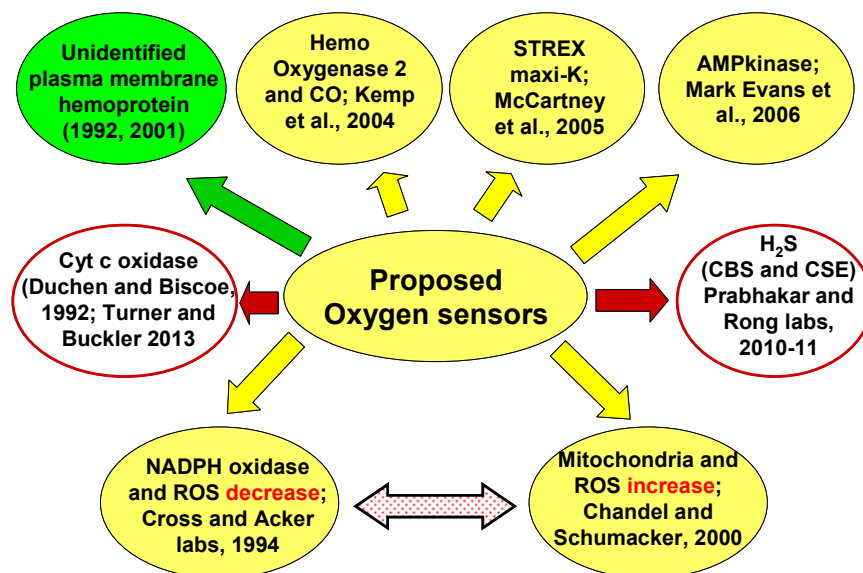 Unidentified
plasma membrane
hemoprotein
(1992, 2001)
Hemo
Oxygenase 2
and CO; Kemp
et al., 2004
STREX
maxi-K;
McCartney
et al., 2005
AMPkinase;
Mark Evans et
al., 2006
Cyt c oxidase
(Duchen and Biscoe,
1992; Turner and
Buckler 2013
Proposed
Oxygen sensors
H₂S
(CBS and CSE)
Prabhakar and
Rong labs,
2010-11
NADPH oxidase
and ROS decrease;
Cross and Acker
labs, 1994
Mitochondria and
ROS increase;
Chandel and
Schumacker, 2000